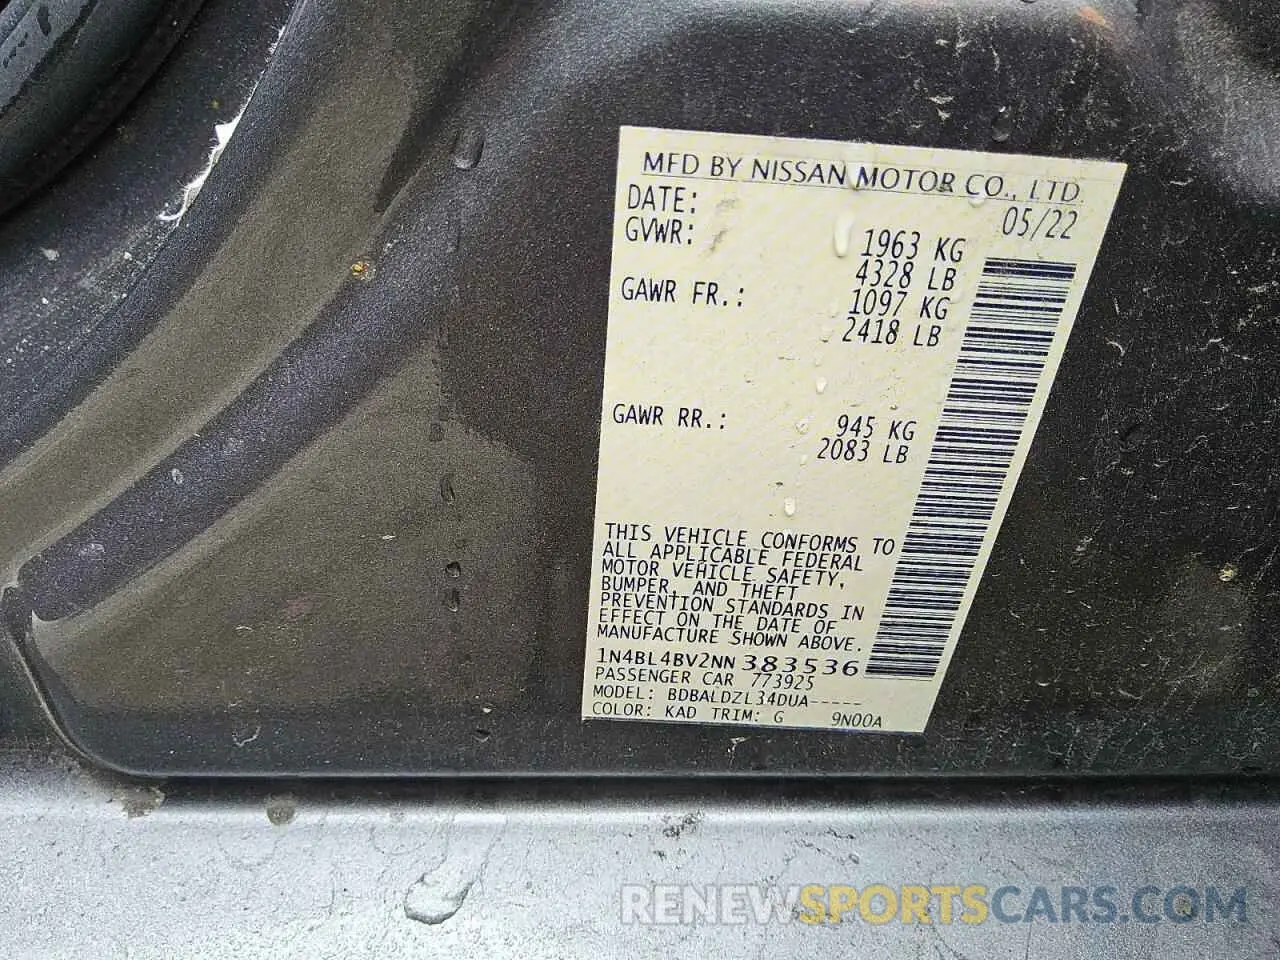 MFD BY NISSAN MOTOR CO., LTD.
DATE: 05/22
GVWR: 1963 KG
4328 LB
GAWR FR.: 1097 KG
2418 LB
GAWR RR.: 945 KG
2083 LB
THIS VEHICLE CONFORMS TO
ALL APPLICABLE FEDERAL
MOTOR VEHICLE SAFETY,
BUMPER, AND THEFT
PREVENTION STANDARDS IN
EFFECT ON THE DATE OF
MANUFACTURE SHOWN ABOVE.
1N4BL4BV2NN383536
PASSENGER CAR 773925
MODEL: BDBALDZL34DUA-----
COLOR: KAD TRIM: G 9N00A
RENEWSPORTSCARS.COM